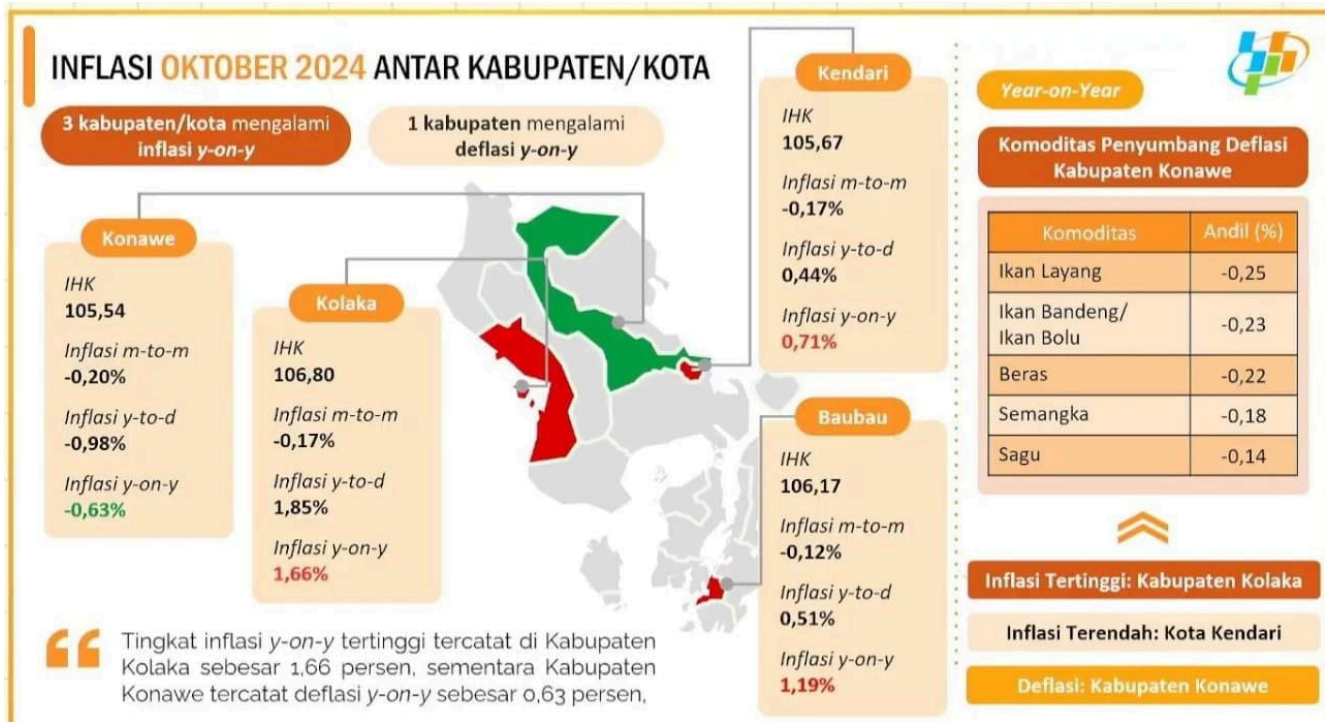 INFLASI OKTOBER 2024 ANTAR KABUPATEN/KOTA
3 kabupaten/kota mengalami
inflasi y-on-y
1 kabupaten mengalami
deflasi y-on-y
Konawe
IHK
105,54
Inflasi m-to-m
-0,20%
Inflasi y-to-d
-0,98%
Inflasi y-on-y
-0,63%
Kolaka
IHK
106,80
Inflasi m-to-m
-0,17%
Inflasi y-to-d
1,85%
Inflasi y-on-y
1,66%
Kendari
IHK
105,67
Inflasi m-to-m
-0,17%
Inflasi y-to-d
0,44%
Inflasi y-on-y
0,71%
Baubau
IHK
106,17
Inflasi m-to-m
-0,12%
Inflasi y-to-d
0,51%
Inflasi y-on-y
1,19%
Tingkat inflasi y-on-y tertinggi tercatat di Kabupaten
Kolaka sebesar 1,66 persen, sementara Kabupaten
Konawe tercatat deflasi y-on-y sebesar 0,63 persen,
Year-on-Year
Komoditas Penyumbang Deflasi
Kabupaten Konawe
Komoditas Andil (%)
Ikan Layang -0,25
Ikan Bandeng/
Ikan Bolu -0,23
Beras -0,22
Semangka -0,18
Sagu -0,14
Inflasi Tertinggi: Kabupaten Kolaka
Inflasi Terendah: Kota Kendari
Deflasi: Kabupaten Konawe